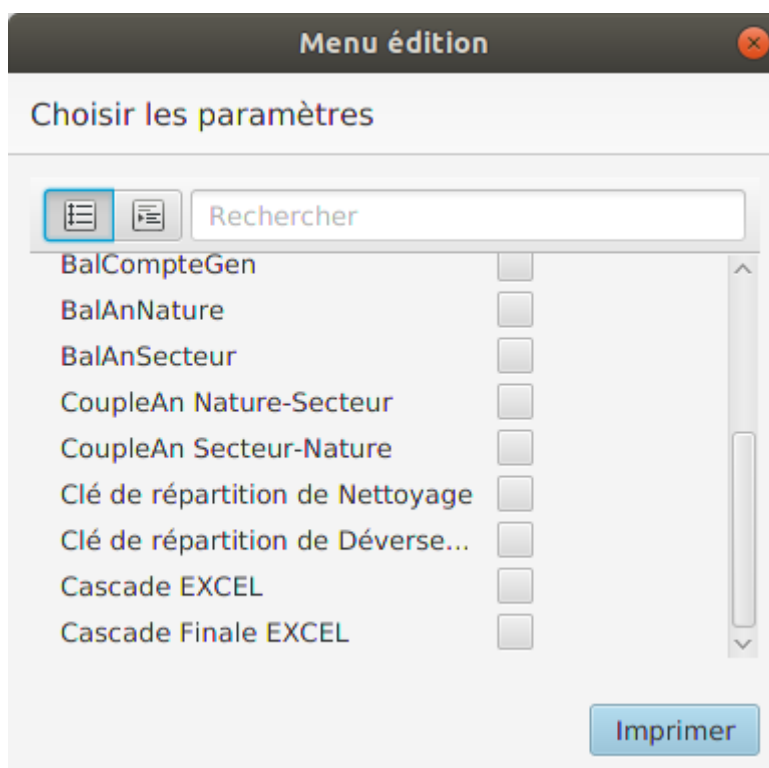 Menu édition
Choisir les paramètres
Rechercher
BalCompteGen
BalAnNature
BalAnSecteur
CoupleAn Nature-Secteur
CoupleAn Secteur-Nature
Clé de répartition de Nettoyage
Clé de répartition de Déverse...
Cascade EXCEL
Cascade Finale EXCEL
Imprimer